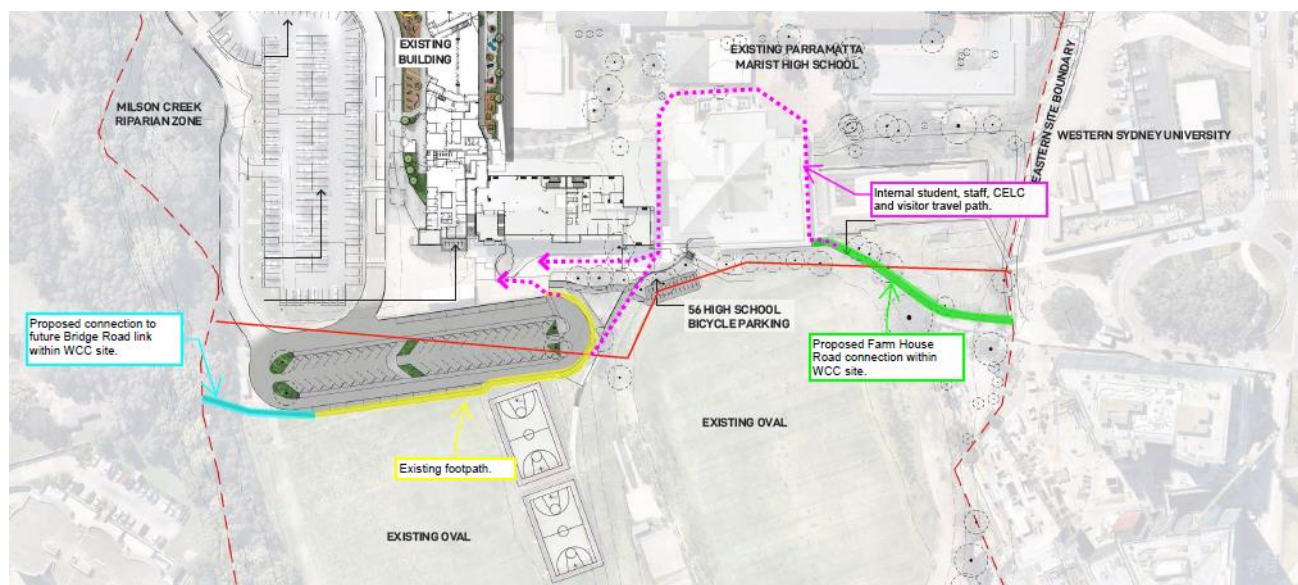 EXISTING
BUILDING
EXISTING PARRAMATTA
MARIST HIGH SCHOOL
MILSON CREEK
RIPARIAN ZONE
EASTERN SITE BOUNDARY
WESTERN SYDNEY UNIVERSITY
Internal student, staff, CELC
and visitor travel path.
56 HIGH SCHOOL
BICYCLE PARKING
Proposed connection to
future Bridge Road link
within WCC site.
Proposed Farm House
Road connection within
WCC site.
EXISTING OVAL
Existing footpath.
EXISTING OVAL